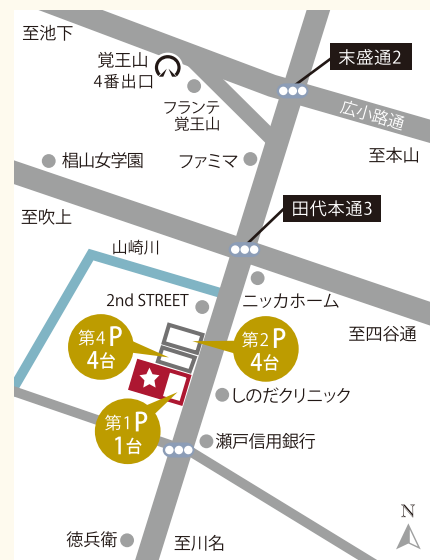 至池下
覚王山
4番出口
末盛通2
フランテ
覚王山
広小路通
椙山女学園
ファミマ
至本山
田代本通3
至吹上
山崎川
2nd STREET
ニッカホーム
至四谷通
第4P
4台
第2P
4台
しのだクリニック
第1P
1台
瀬戸信用銀行
徳兵衛
至川名
N